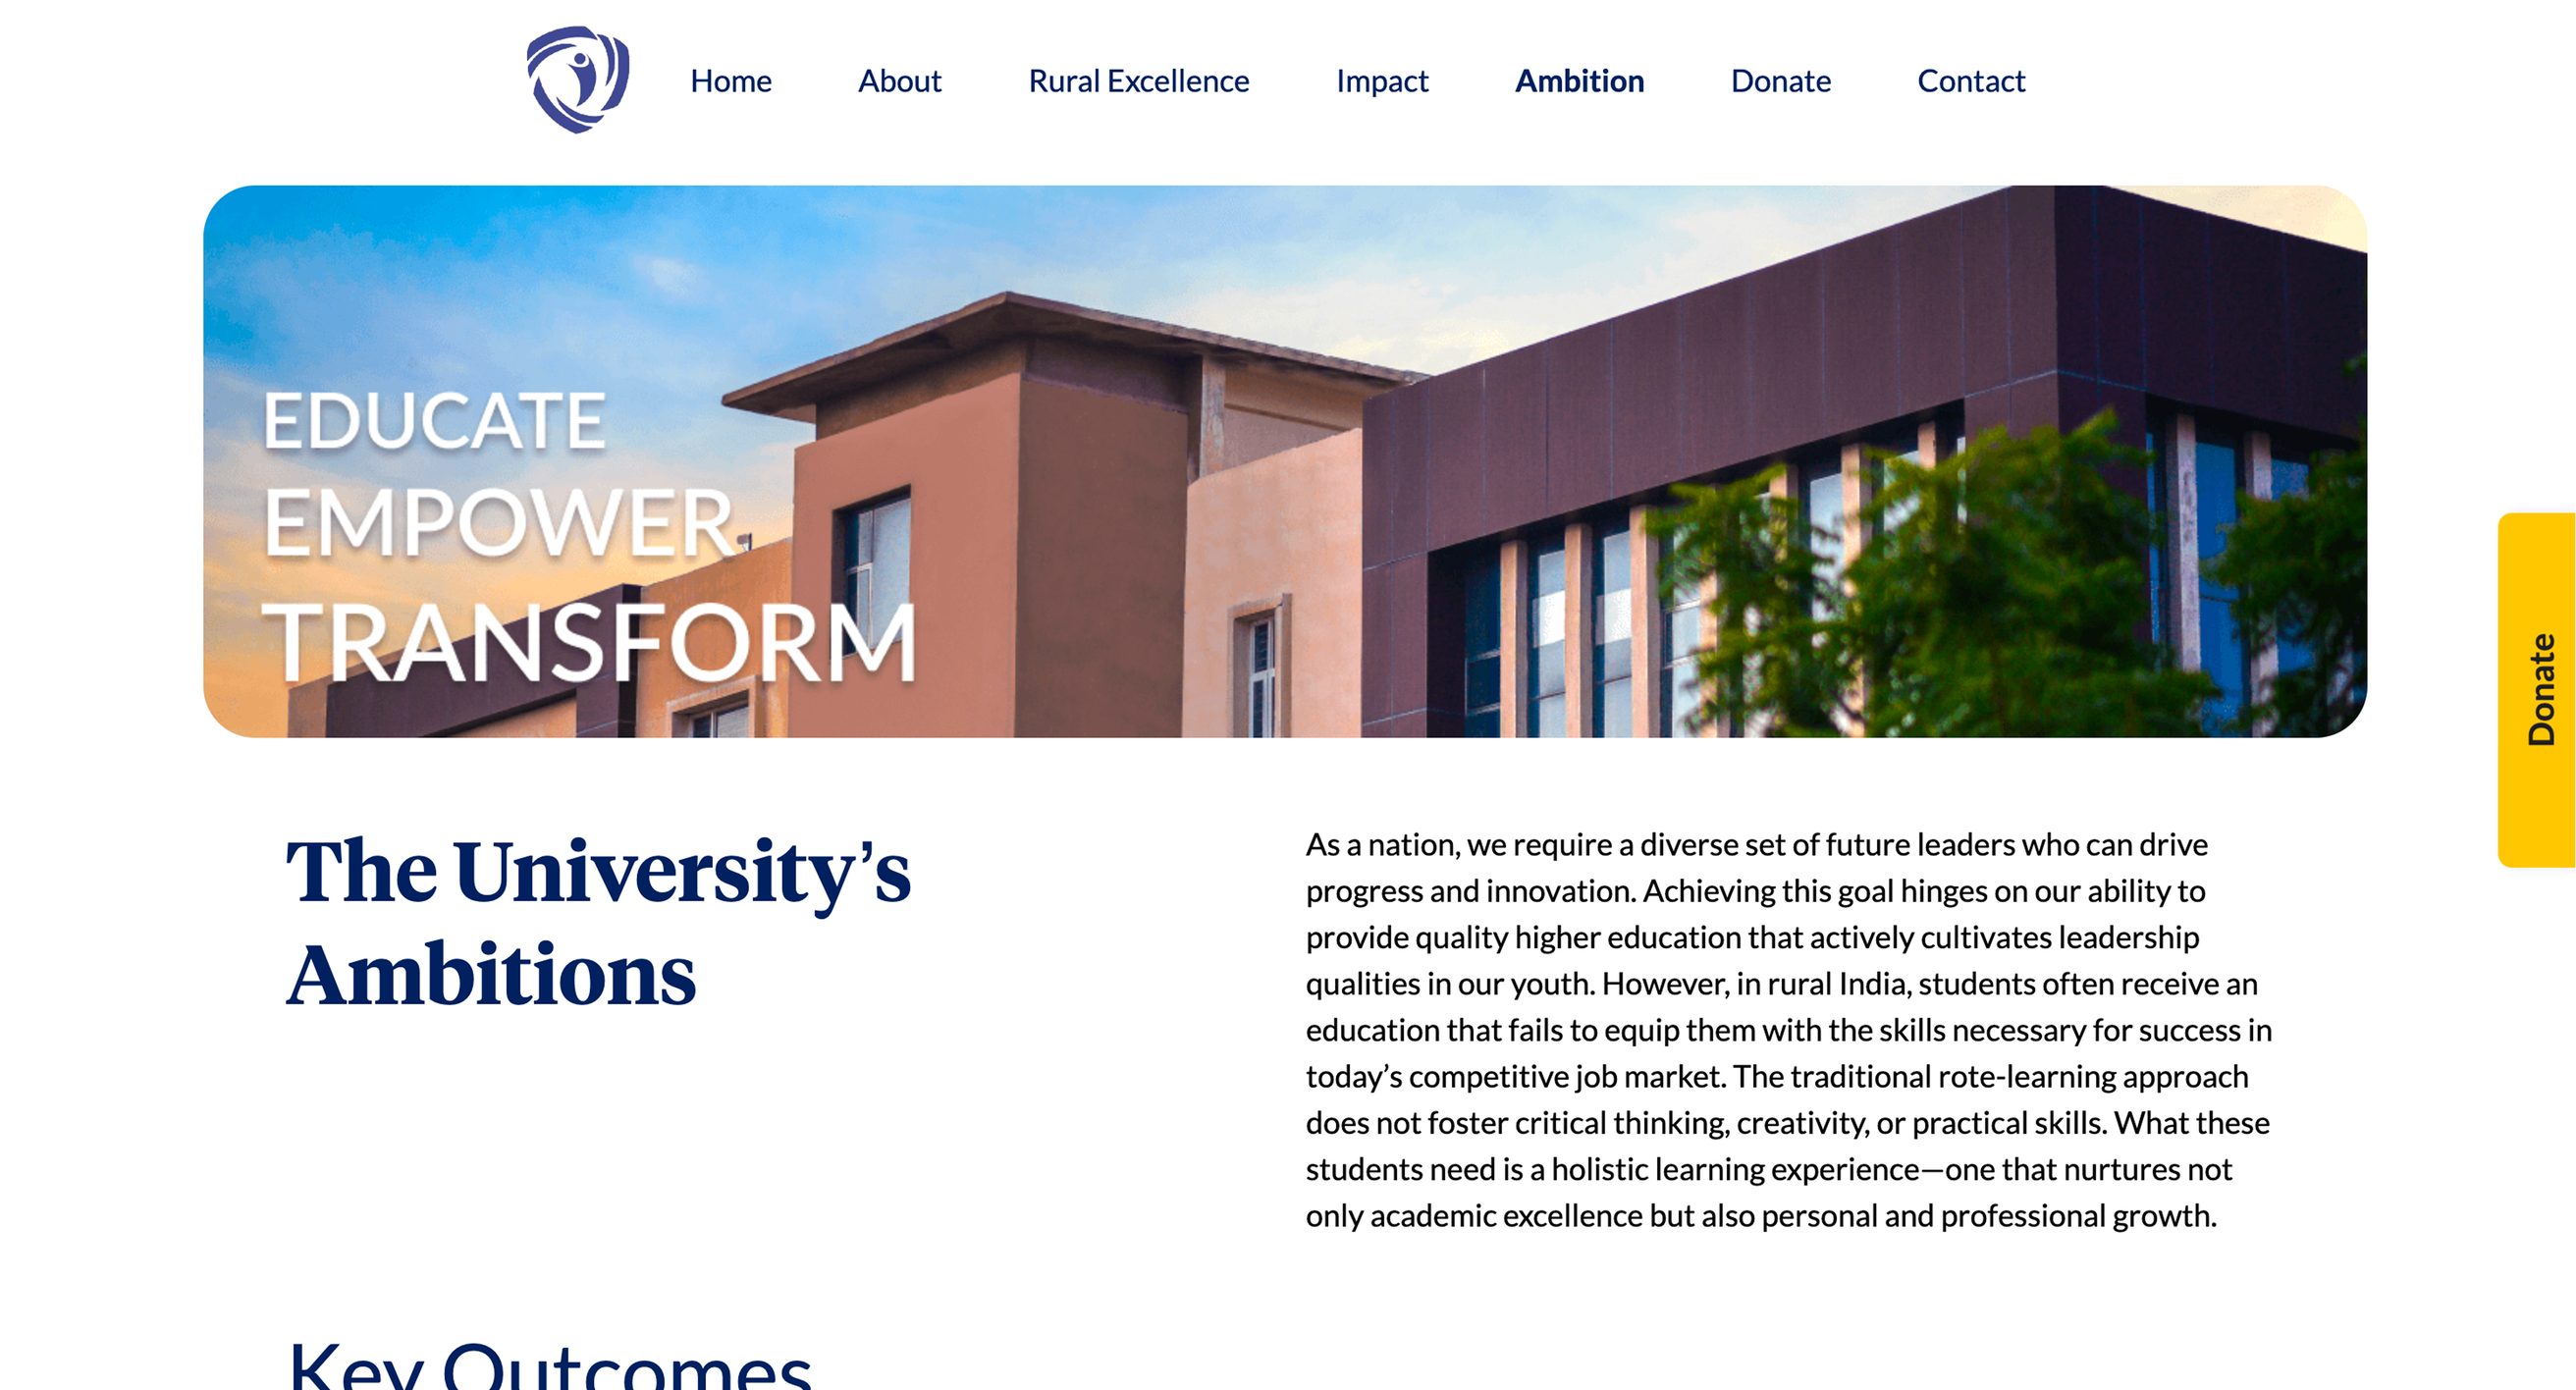 Home About Rural Excellence Impact Ambition Donate Contact
EDUCATE
EMPOWER
TRANSFORM
Donate
The University’s
Ambitions
As a nation, we require a diverse set of future leaders who can drive
progress and innovation. Achieving this goal hinges on our ability to
provide quality higher education that actively cultivates leadership
qualities in our youth. However, in rural India, students often receive an
education that fails to equip them with the skills necessary for success in
today’s competitive job market. The traditional rote-learning approach
does not foster critical thinking, creativity, or practical skills. What these
students need is a holistic learning experience—one that nurtures not
only academic excellence but also personal and professional growth.
Key Outcomes